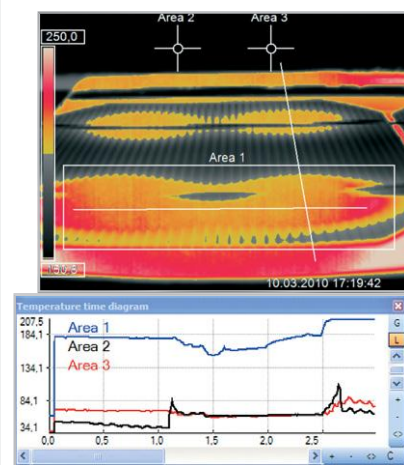 Area 2 Area 3
250,0
Area 1
150,6
10.03.2010 17:19:42
Temperature time diagram
207,5
184,1
134,1
84,1
34,1
Area 1
Area 2
Area 3
0.0 0.5 1.0 1.5 2.0 2.5
G
L
+
-
<>
+ - <> C